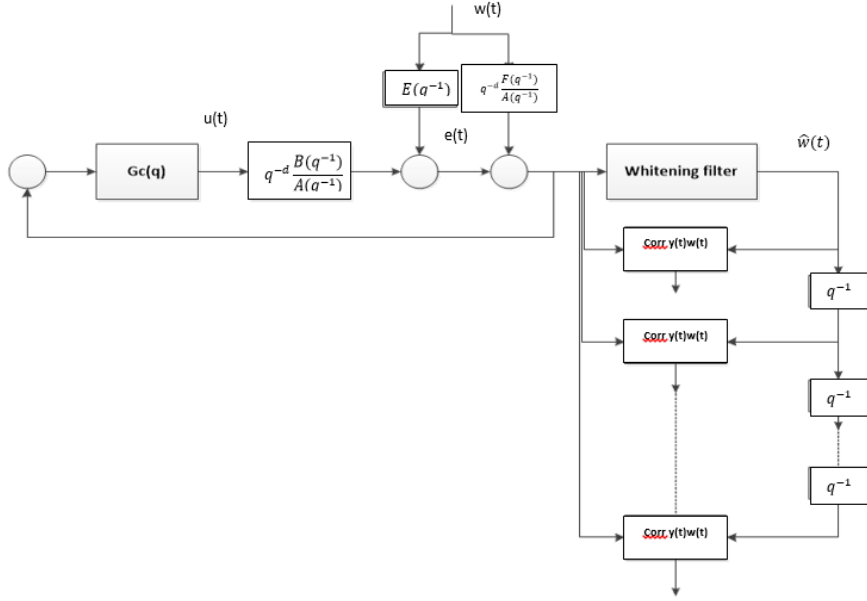 w(t)
E(q⁻¹)
q⁻ᵈ F(q⁻¹)/A(q⁻¹)
u(t)
e(t)
ŵ(t)
Gc(q)
q⁻ᵈ B(q⁻¹)/A(q⁻¹)
Whitening filter
Corr y(t)w(t)
q⁻¹
Corr y(t)w(t)
q⁻¹
q⁻¹
Corr y(t)w(t)